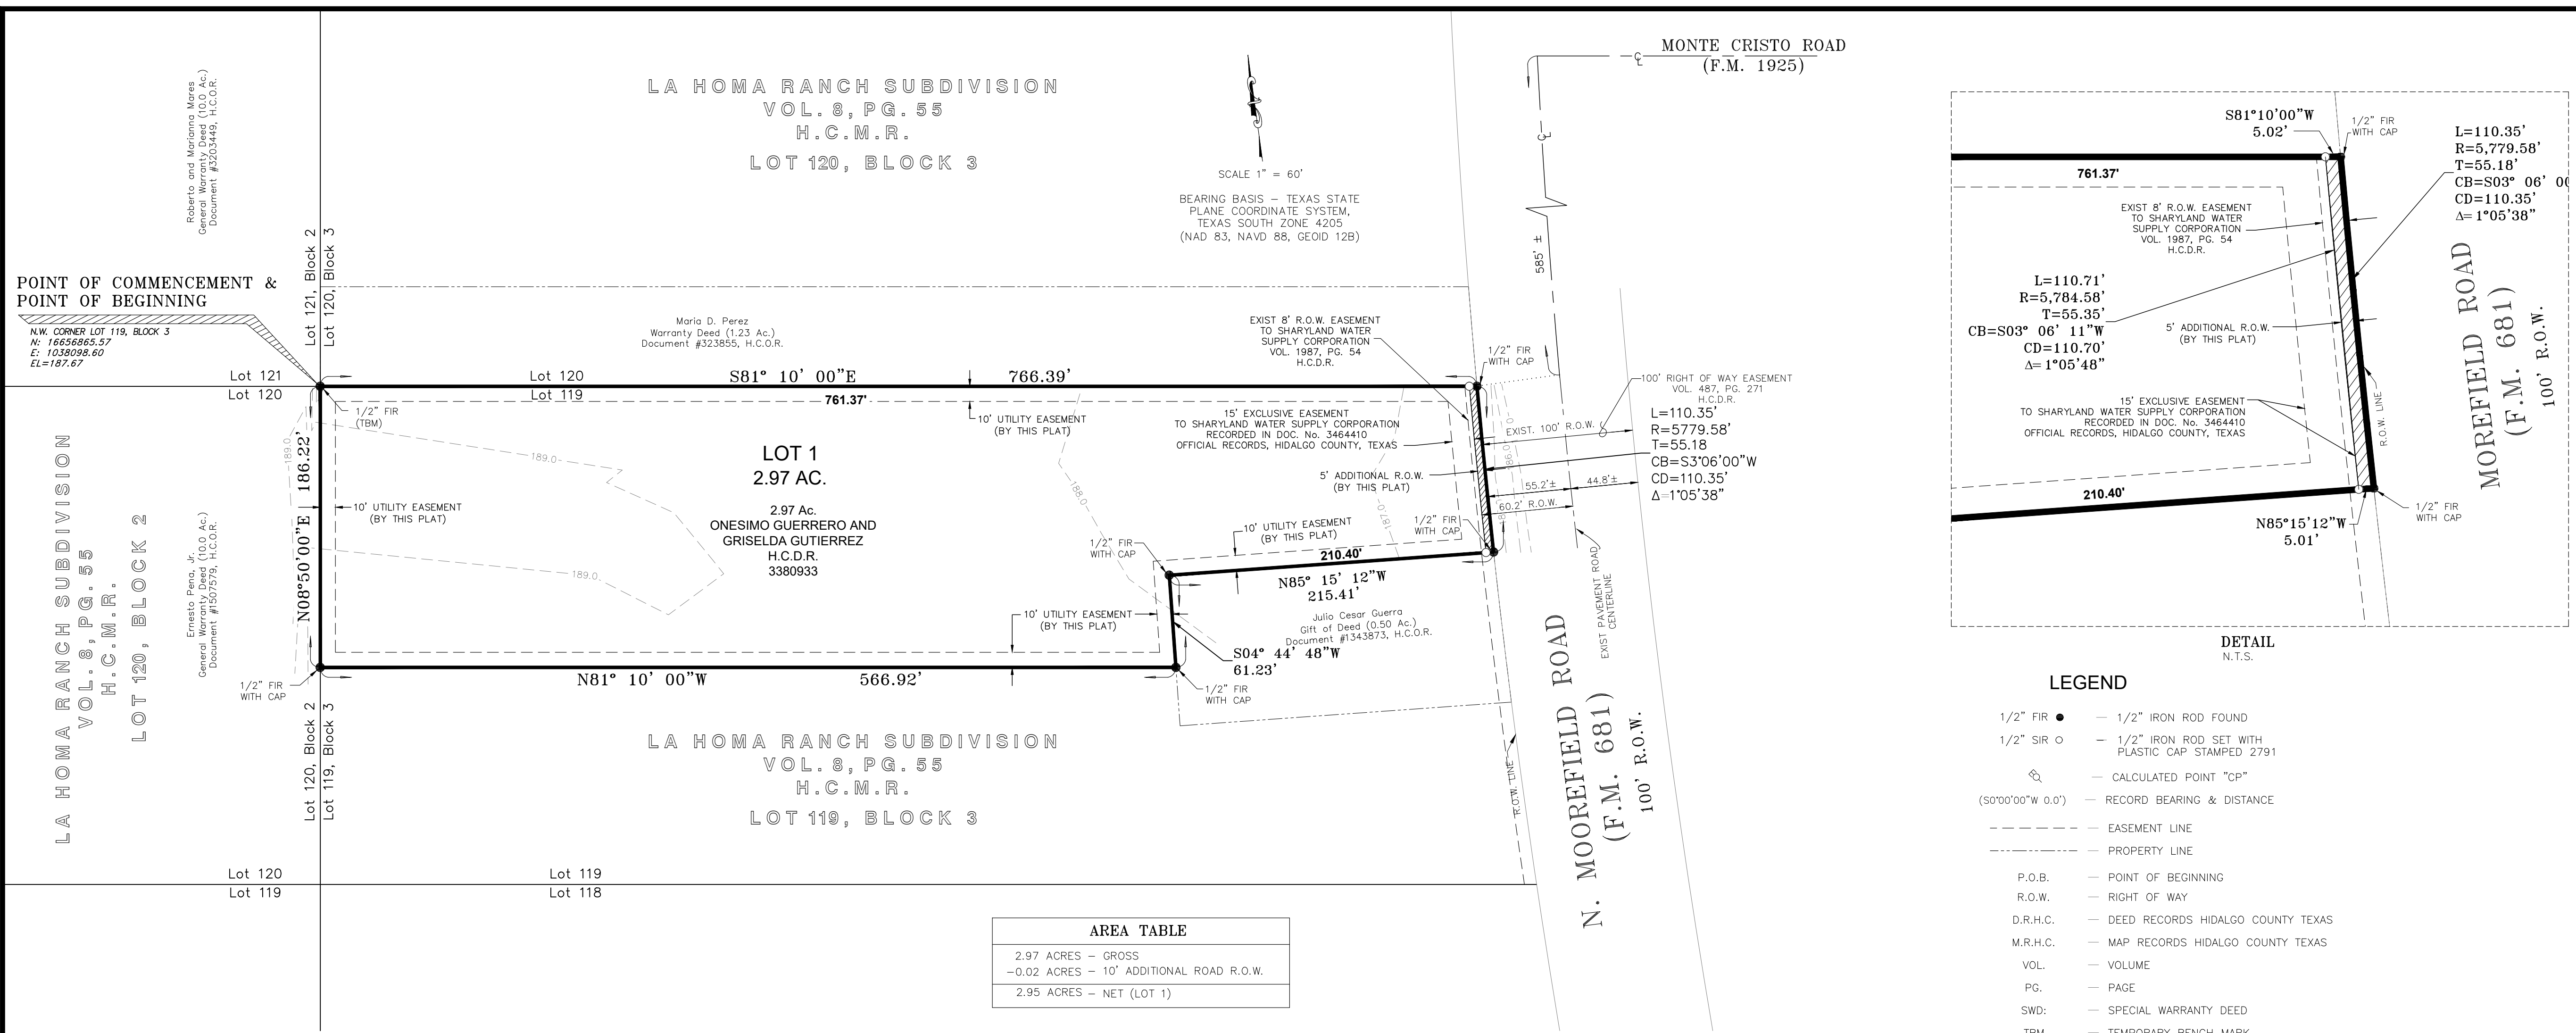 Roberto and Marianna Mares
General Warranty Deed (10.0 Ac.)
Document #3203449, H.C.O.R.
LA HOMA RANCH SUBDIVISION
VOL. 8, PG. 55
H.C.M.R.
LOT 120, BLOCK 3
SCALE 1" = 60'
BEARING BASIS – TEXAS STATE
PLANE COORDINATE SYSTEM,
TEXAS SOUTH ZONE 4205
(NAD 83, NAVD 88, GEOID 12B)
MONTE CRISTO ROAD
(F.M. 1925)
585' ±
Lot 121, Block 2
Lot 120, Block 3
POINT OF COMMENCEMENT &
POINT OF BEGINNING
N.W. CORNER LOT 119, BLOCK 3
N: 16656865.57
E: 1038098.60
EL=187.67
Maria D. Perez
Warranty Deed (1.23 Ac.)
Document #323855, H.C.O.R.
Lot 121
Lot 120
Lot 120
Lot 119
S81° 10' 00"E
766.39'
761.37'
1/2" FIR
(TBM)
10' UTILITY EASEMENT
(BY THIS PLAT)
EXIST 8' R.O.W. EASEMENT
TO SHARYLAND WATER
SUPPLY CORPORATION
VOL. 1987, PG. 54
H.C.D.R.
1/2" FIR
WITH CAP
100' RIGHT OF WAY EASEMENT
VOL. 487, PG. 271
H.C.D.R.
L=110.35'
R=5779.58'
T=55.18
CB=S3°06'00"W
CD=110.35'
Δ=1°05'38"
15' EXCLUSIVE EASEMENT
TO SHARYLAND WATER SUPPLY CORPORATION
RECORDED IN DOC. No. 3464410
OFFICIAL RECORDS, HIDALGO COUNTY, TEXAS
EXIST. 100' R.O.W.
5' ADDITIONAL R.O.W.
(BY THIS PLAT)
55.2'±
44.8'±
60.2' R.O.W.
189.0
189.0
189.0
188.0
187.0
186.0
LOT 1
2.97 AC.
2.97 Ac.
ONESIMO GUERRERO AND
GRISELDA GUTIERREZ
H.C.D.R.
3380933
LA HOMA RANCH SUBDIVISION
VOL. 8, PG. 55
H.C.M.R.
LOT 120, BLOCK 2
Ernesto Pena, Jr.
General Warranty Deed (10.0 Ac.)
Document #1507579, H.C.O.R.
N08°50'00"E 186.22'
10' UTILITY EASEMENT
(BY THIS PLAT)
1/2" FIR
WITH CAP
10' UTILITY EASEMENT
(BY THIS PLAT)
1/2" FIR
WITH CAP
210.40'
N85° 15' 12"W
215.41'
Julio Cesar Guerra
Gift of Deed (0.50 Ac.)
Document #1343873, H.C.O.R.
10' UTILITY EASEMENT
(BY THIS PLAT)
S04° 44' 48"W
61.23'
1/2" FIR
WITH CAP
1/2" FIR
WITH CAP
N81° 10' 00"W
566.92'
EXIST PAVEMENT ROAD
CENTERLINE
R.O.W. LINE
N. MOOREFIELD ROAD
(F.M. 681)
100' R.O.W.
Lot 120, Block 2
Lot 119, Block 3
LA HOMA RANCH SUBDIVISION
VOL. 8, PG. 55
H.C.M.R.
LOT 119, BLOCK 3
Lot 120
Lot 119
Lot 119
Lot 118
AREA TABLE
2.97 ACRES – GROSS
-0.02 ACRES – 10' ADDITIONAL ROAD R.O.W.
2.95 ACRES – NET (LOT 1)
S81°10'00"W
5.02'
1/2" FIR
WITH CAP
L=110.35'
R=5,779.58'
T=55.18'
CB=S03° 06' 00
CD=110.35'
Δ=1°05'38"
761.37'
EXIST 8' R.O.W. EASEMENT
TO SHARYLAND WATER
SUPPLY CORPORATION
VOL. 1987, PG. 54
H.C.D.R.
L=110.71'
R=5,784.58'
T=55.35'
CB=S03° 06' 11"W
CD=110.70'
Δ=1°05'48"
5' ADDITIONAL R.O.W.
(BY THIS PLAT)
15' EXCLUSIVE EASEMENT
TO SHARYLAND WATER SUPPLY CORPORATION
RECORDED IN DOC. No. 3464410
OFFICIAL RECORDS, HIDALGO COUNTY, TEXAS
210.40'
N85°15'12"W
5.01'
1/2" FIR
WITH CAP
R.O.W. LINE
MOREFIELD ROAD
(F.M. 681)
100' R.O.W.
DETAIL
N.T.S.
LEGEND
1/2" FIR — 1/2" IRON ROD FOUND
1/2" SIR — 1/2" IRON ROD SET WITH
PLASTIC CAP STAMPED 2791
— CALCULATED POINT "CP"
(S0°00'00"W 0.0') — RECORD BEARING & DISTANCE
— EASEMENT LINE
— PROPERTY LINE
P.O.B. — POINT OF BEGINNING
R.O.W. — RIGHT OF WAY
D.R.H.C. — DEED RECORDS HIDALGO COUNTY TEXAS
M.R.H.C. — MAP RECORDS HIDALGO COUNTY TEXAS
VOL. — VOLUME
PG. — PAGE
SWD: — SPECIAL WARRANTY DEED
TBM — TEMPORARY BENCH MARK